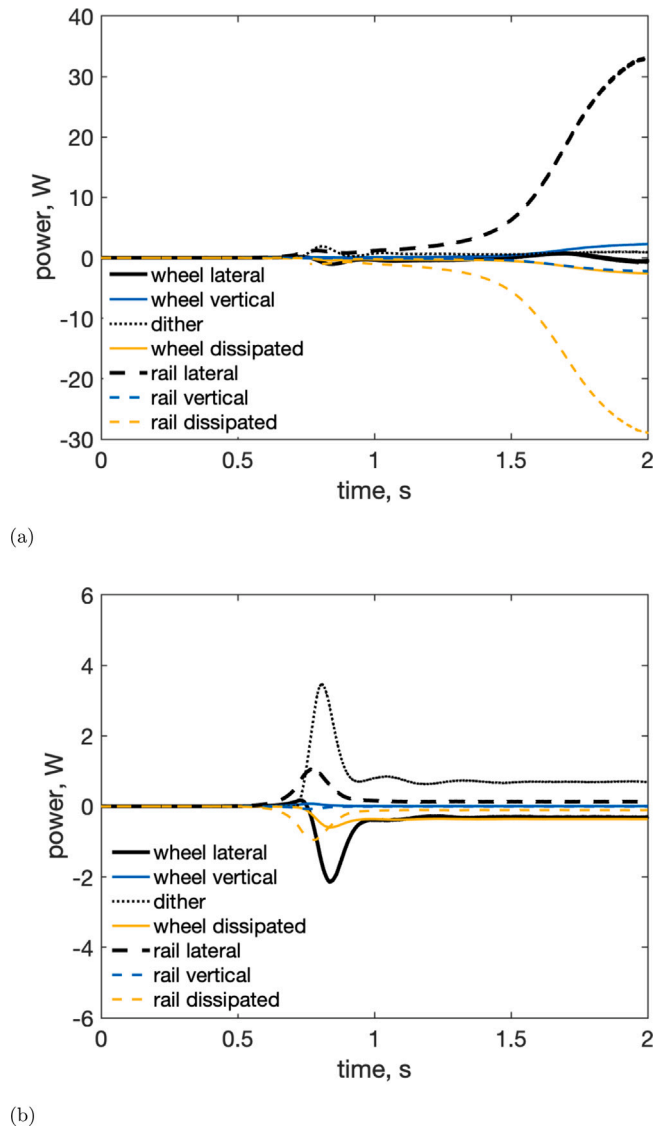 40
30
20
10
0
-10
-20
-30
power, W
wheel lateral
wheel vertical
dither
wheel dissipated
rail lateral
rail vertical
rail dissipated
0 0.5 1 1.5 2
time, s
(a)
6
4
2
0
-2
-4
-6
power, W
wheel lateral
wheel vertical
dither
wheel dissipated
rail lateral
rail vertical
rail dissipated
0 0.5 1 1.5 2
time, s
(b)